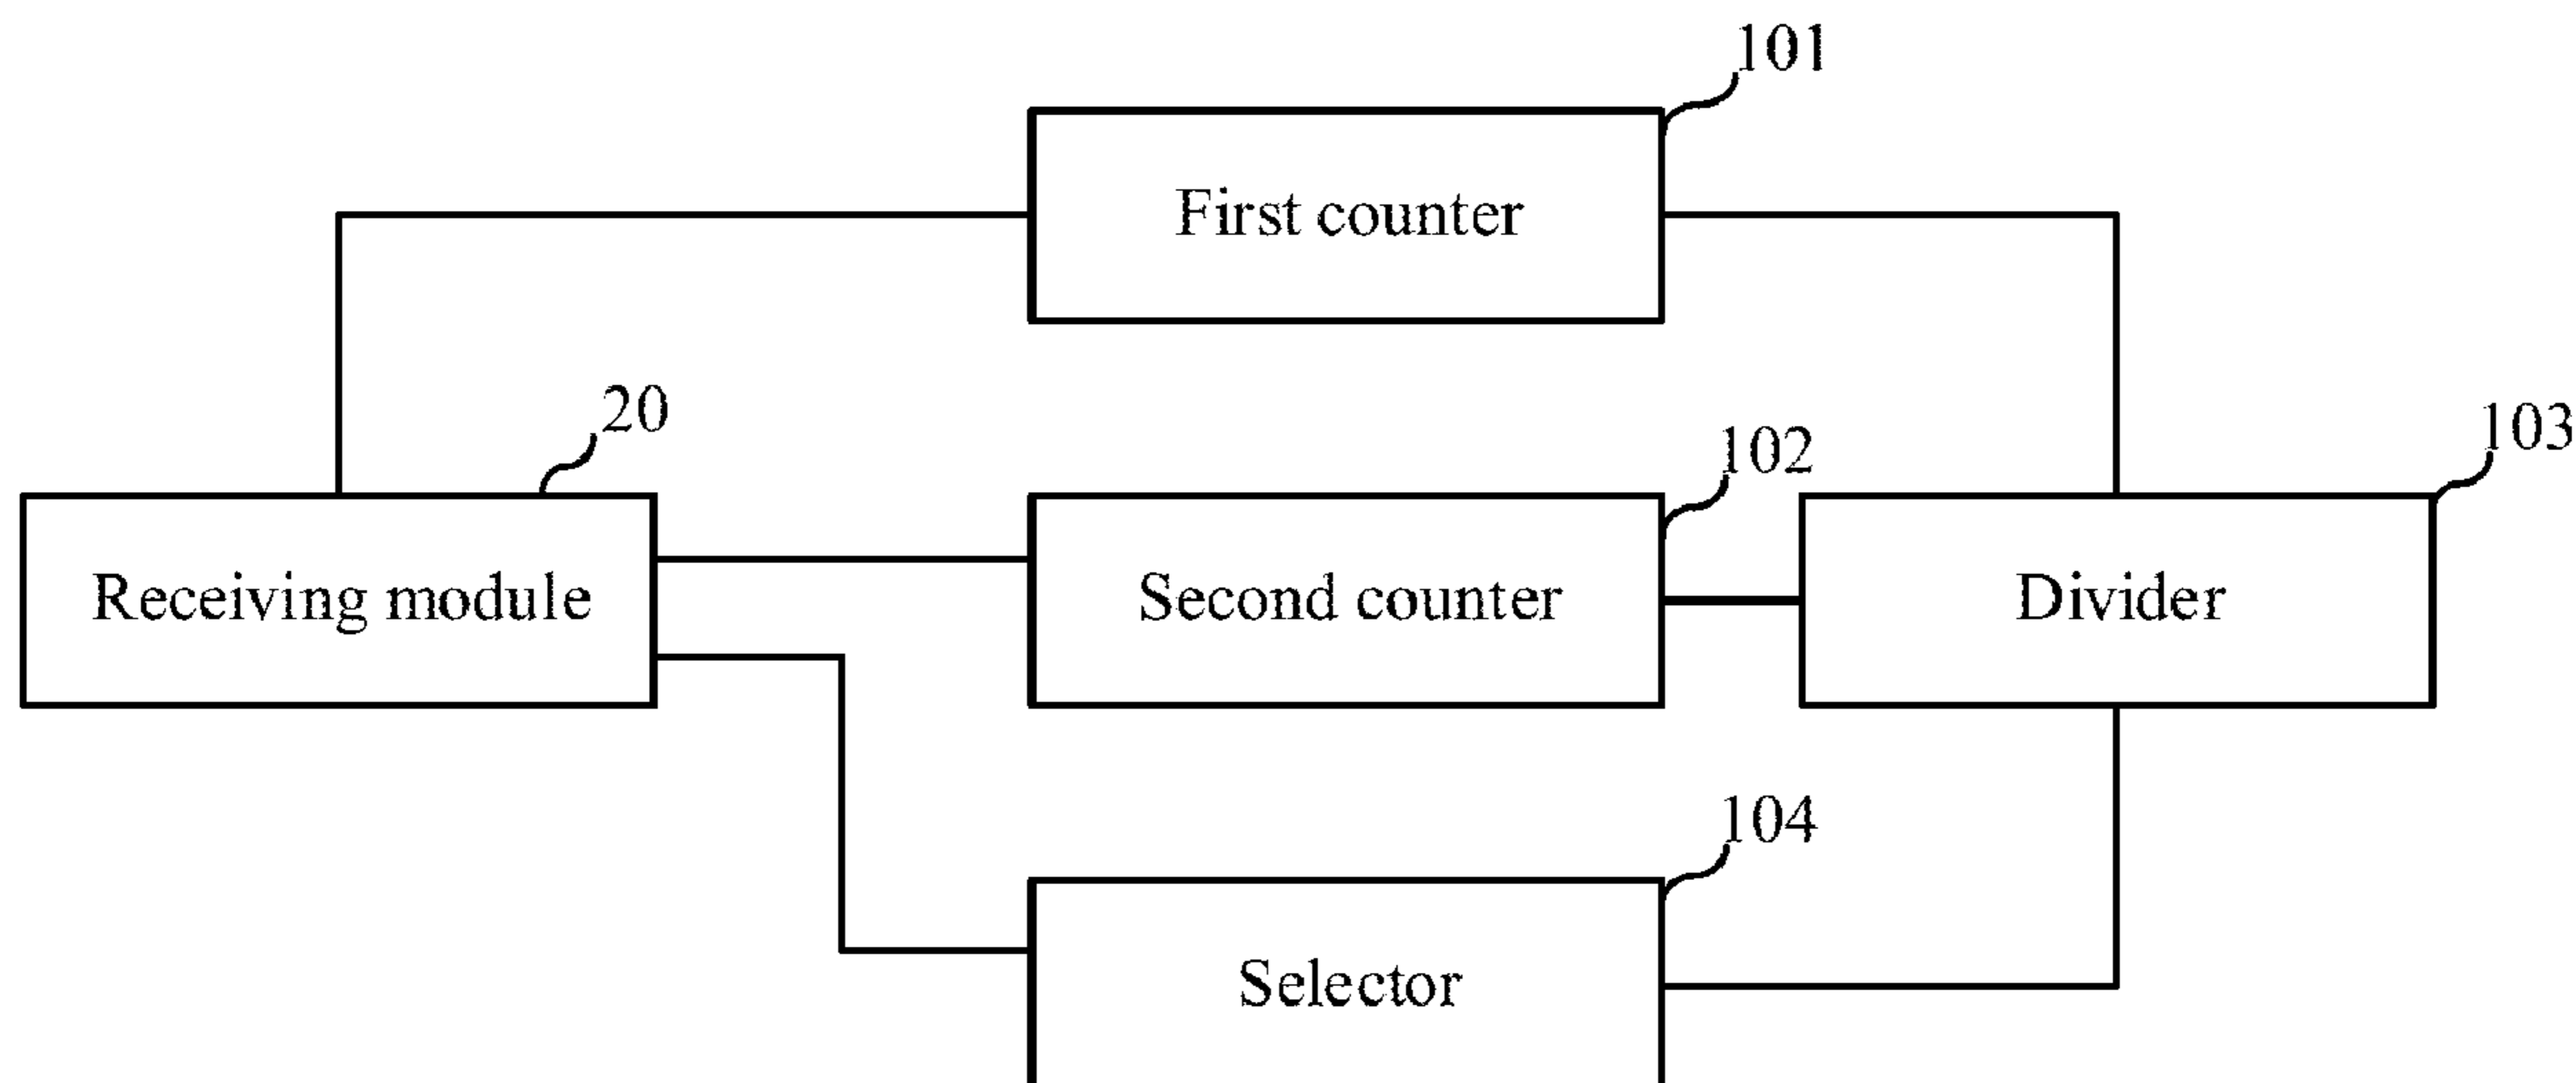 101
First counter
20
102
103
Receiving module
Second counter
Divider
104
Selector